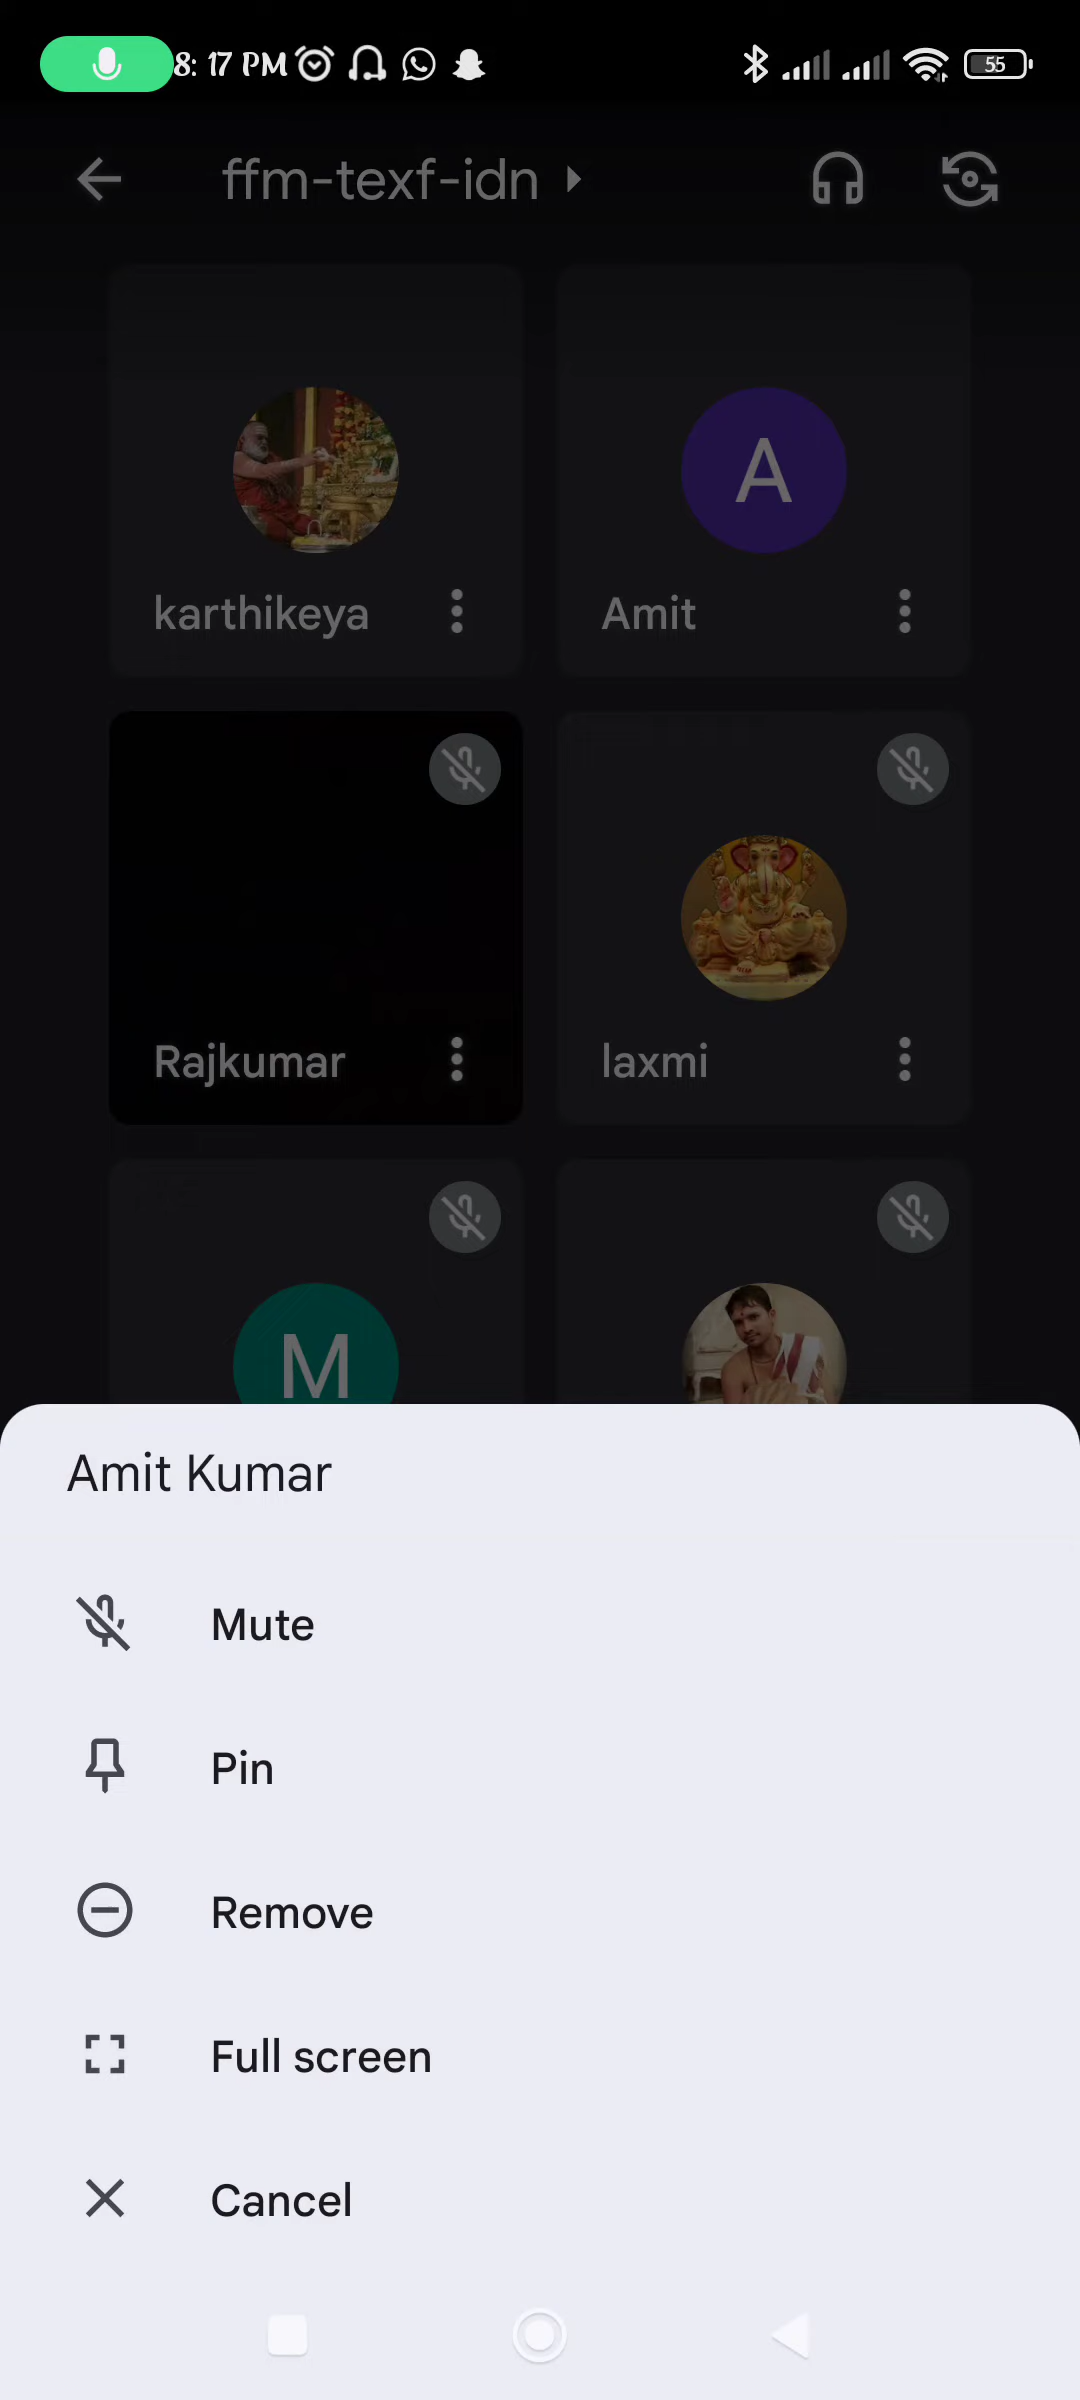 8: 17 PM 55
ffm-texf-idn
A
karthikeya Amit
Rajkumar laxmi
M
Amit Kumar
Mute
Pin
Remove
Full screen
Cancel